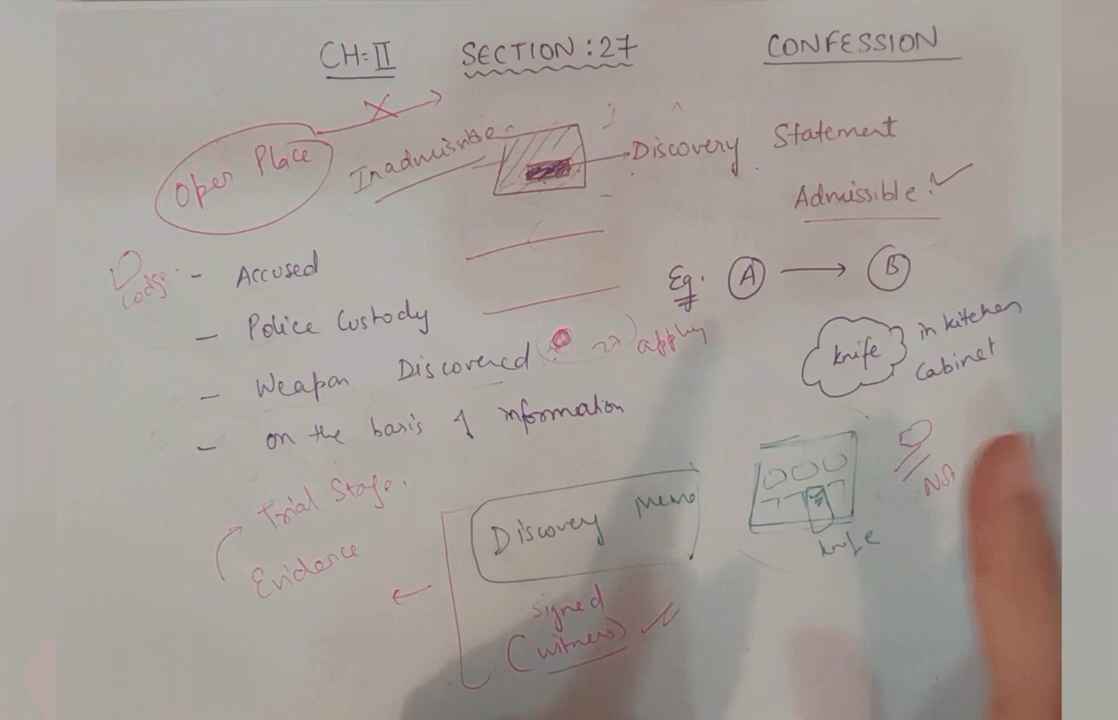 CH=II SECTION:27 CONFESSION
Open Place
Inadmissible
Discovery Statement
Admissible
- Accused
- Police Custody
- Weapon Discovered 27 apply
- on the basis of information
Eg. A → B
knife in kitchen
cabinet
knife
Trial Stage.
Evidence
Discovery Memo
signed
(witness)